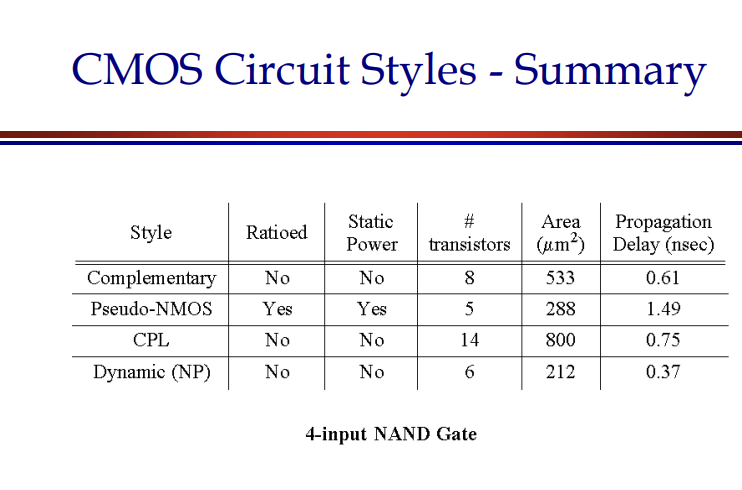 CMOS Circuit Styles - Summary
Style Ratioed Static Power # transistors Area (μm²) Propagation Delay (nsec)
Complementary No No 8 533 0.61
Pseudo-NMOS Yes Yes 5 288 1.49
CPL No No 14 800 0.75
Dynamic (NP) No No 6 212 0.37
4-input NAND Gate